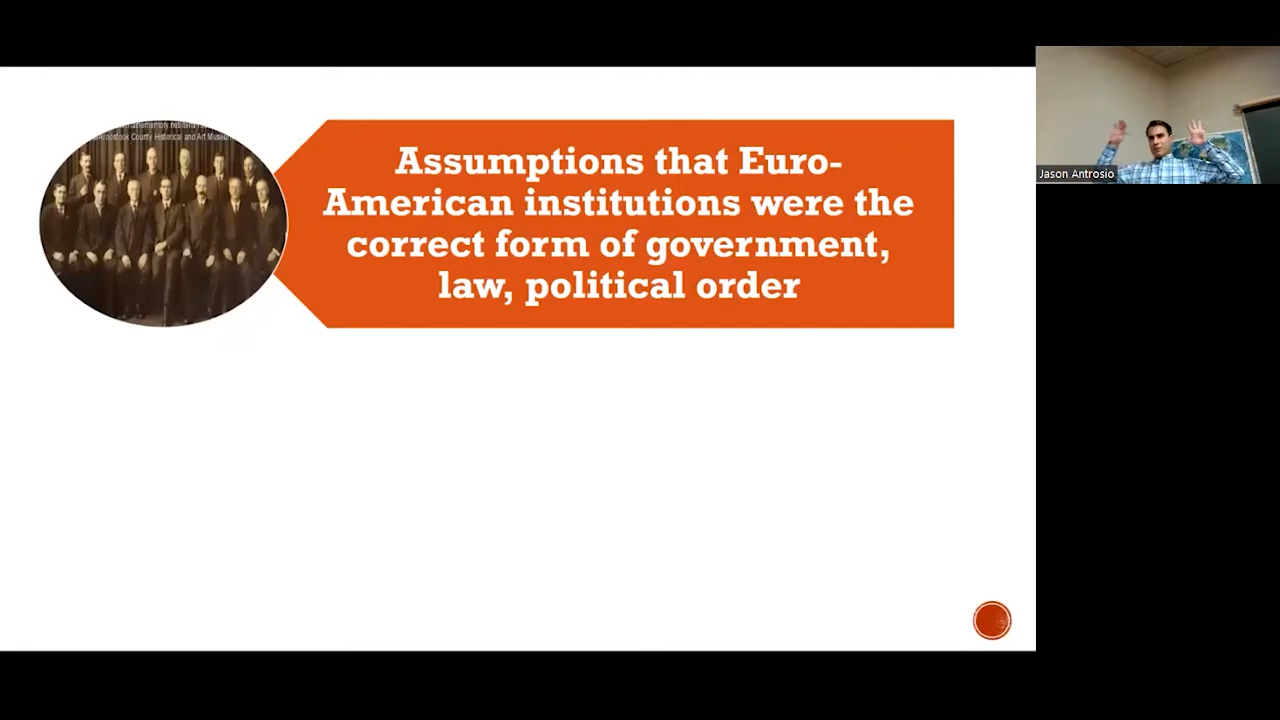 Aroostook County Historical and Art Museum
Assumptions that Euro-
American institutions were the
correct form of government,
law, political order
Jason Antrosio